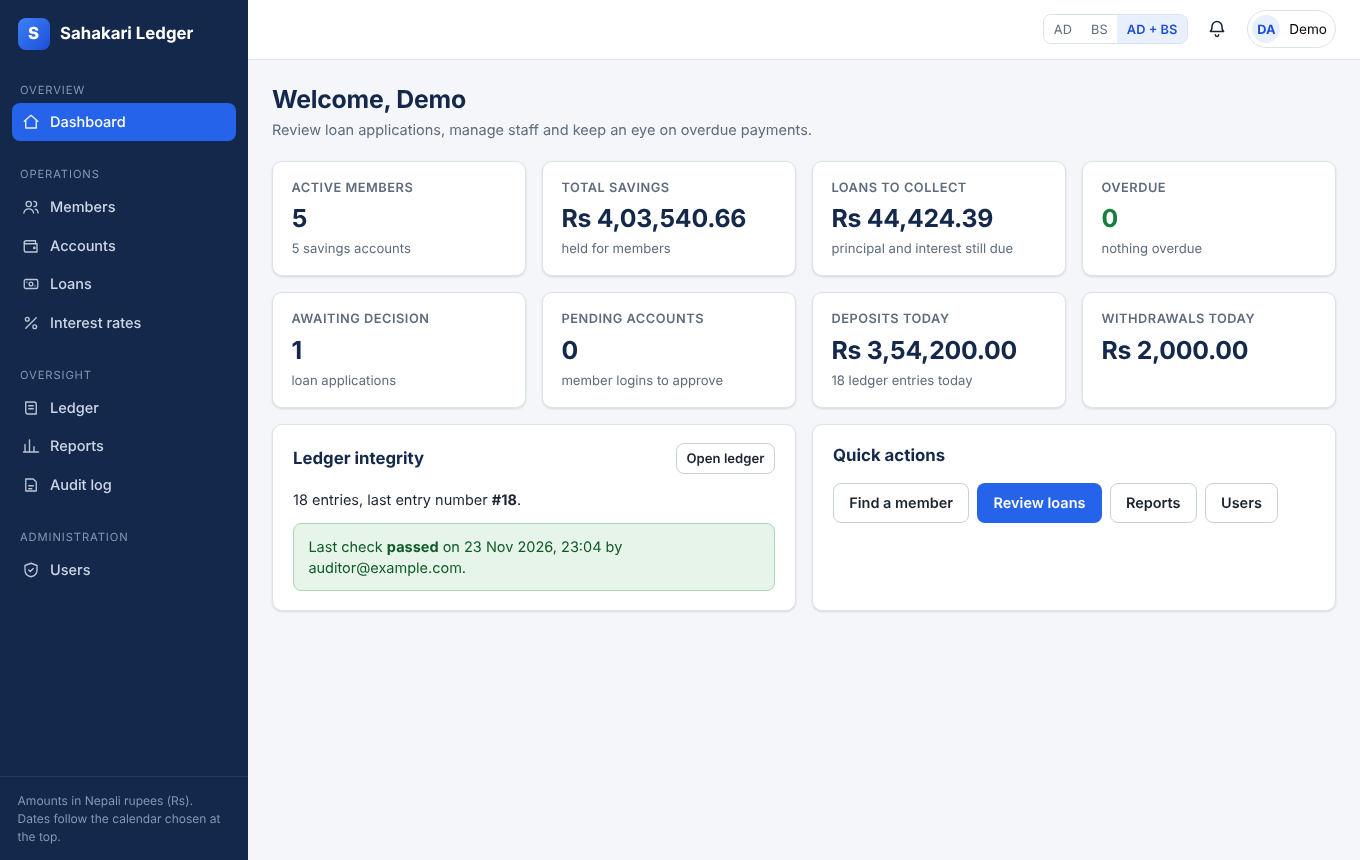 S Sahakari Ledger
AD BS AD + BS DA Demo
OVERVIEW
Dashboard
OPERATIONS
Members
Accounts
Loans
Interest rates
OVERSIGHT
Ledger
Reports
Audit log
ADMINISTRATION
Users
Amounts in Nepali rupees (Rs).
Dates follow the calendar chosen at
the top.
Welcome, Demo
Review loan applications, manage staff and keep an eye on overdue payments.
ACTIVE MEMBERS
5
5 savings accounts
TOTAL SAVINGS
Rs 4,03,540.66
held for members
LOANS TO COLLECT
Rs 44,424.39
principal and interest still due
OVERDUE
0
nothing overdue
AWAITING DECISION
1
loan applications
PENDING ACCOUNTS
0
member logins to approve
DEPOSITS TODAY
Rs 3,54,200.00
18 ledger entries today
WITHDRAWALS TODAY
Rs 2,000.00
Ledger integrity
Open ledger
18 entries, last entry number #18.
Last check passed on 23 Nov 2026, 23:04 by
auditor@example.com.
Quick actions
Find a member Review loans Reports Users